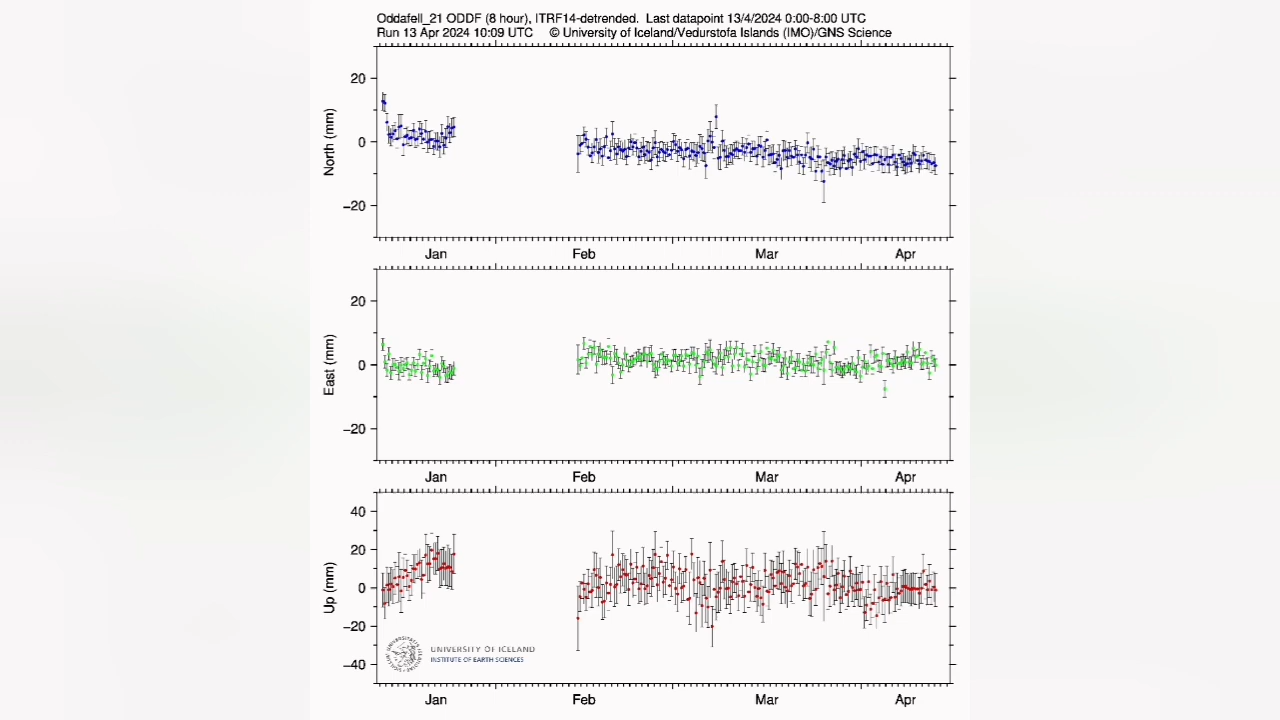 Oddafell_21 ODDF (8 hour), ITRF14-detrended. Last datapoint 13/4/2024 0:00-8:00 UTC
Run 13 Apr 2024 10:09 UTC © University of Iceland/Vedurstofa Islands (IMO)/GNS Science
20
0
−20
North (mm)
Jan Feb Mar Apr
20
0
−20
East (mm)
Jan Feb Mar Apr
40
20
0
−20
−40
Up (mm)
UNIVERSITY OF ICELAND
INSTITUTE OF EARTH SCIENCES
Jan Feb Mar Apr